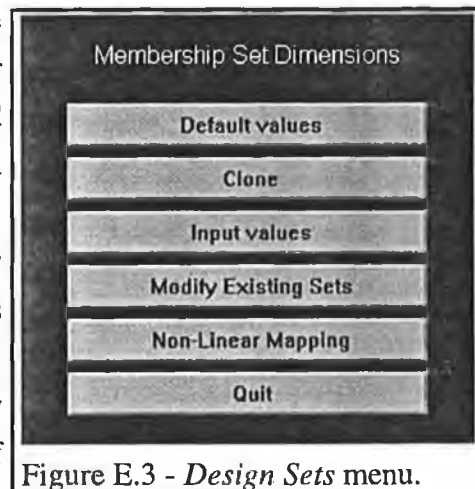 Membership Set Dimensions
Default values
Clone
Input values
Modify Existing Sets
Non-Linear Mapping
Quit
Figure E.3 - Design Sets menu.